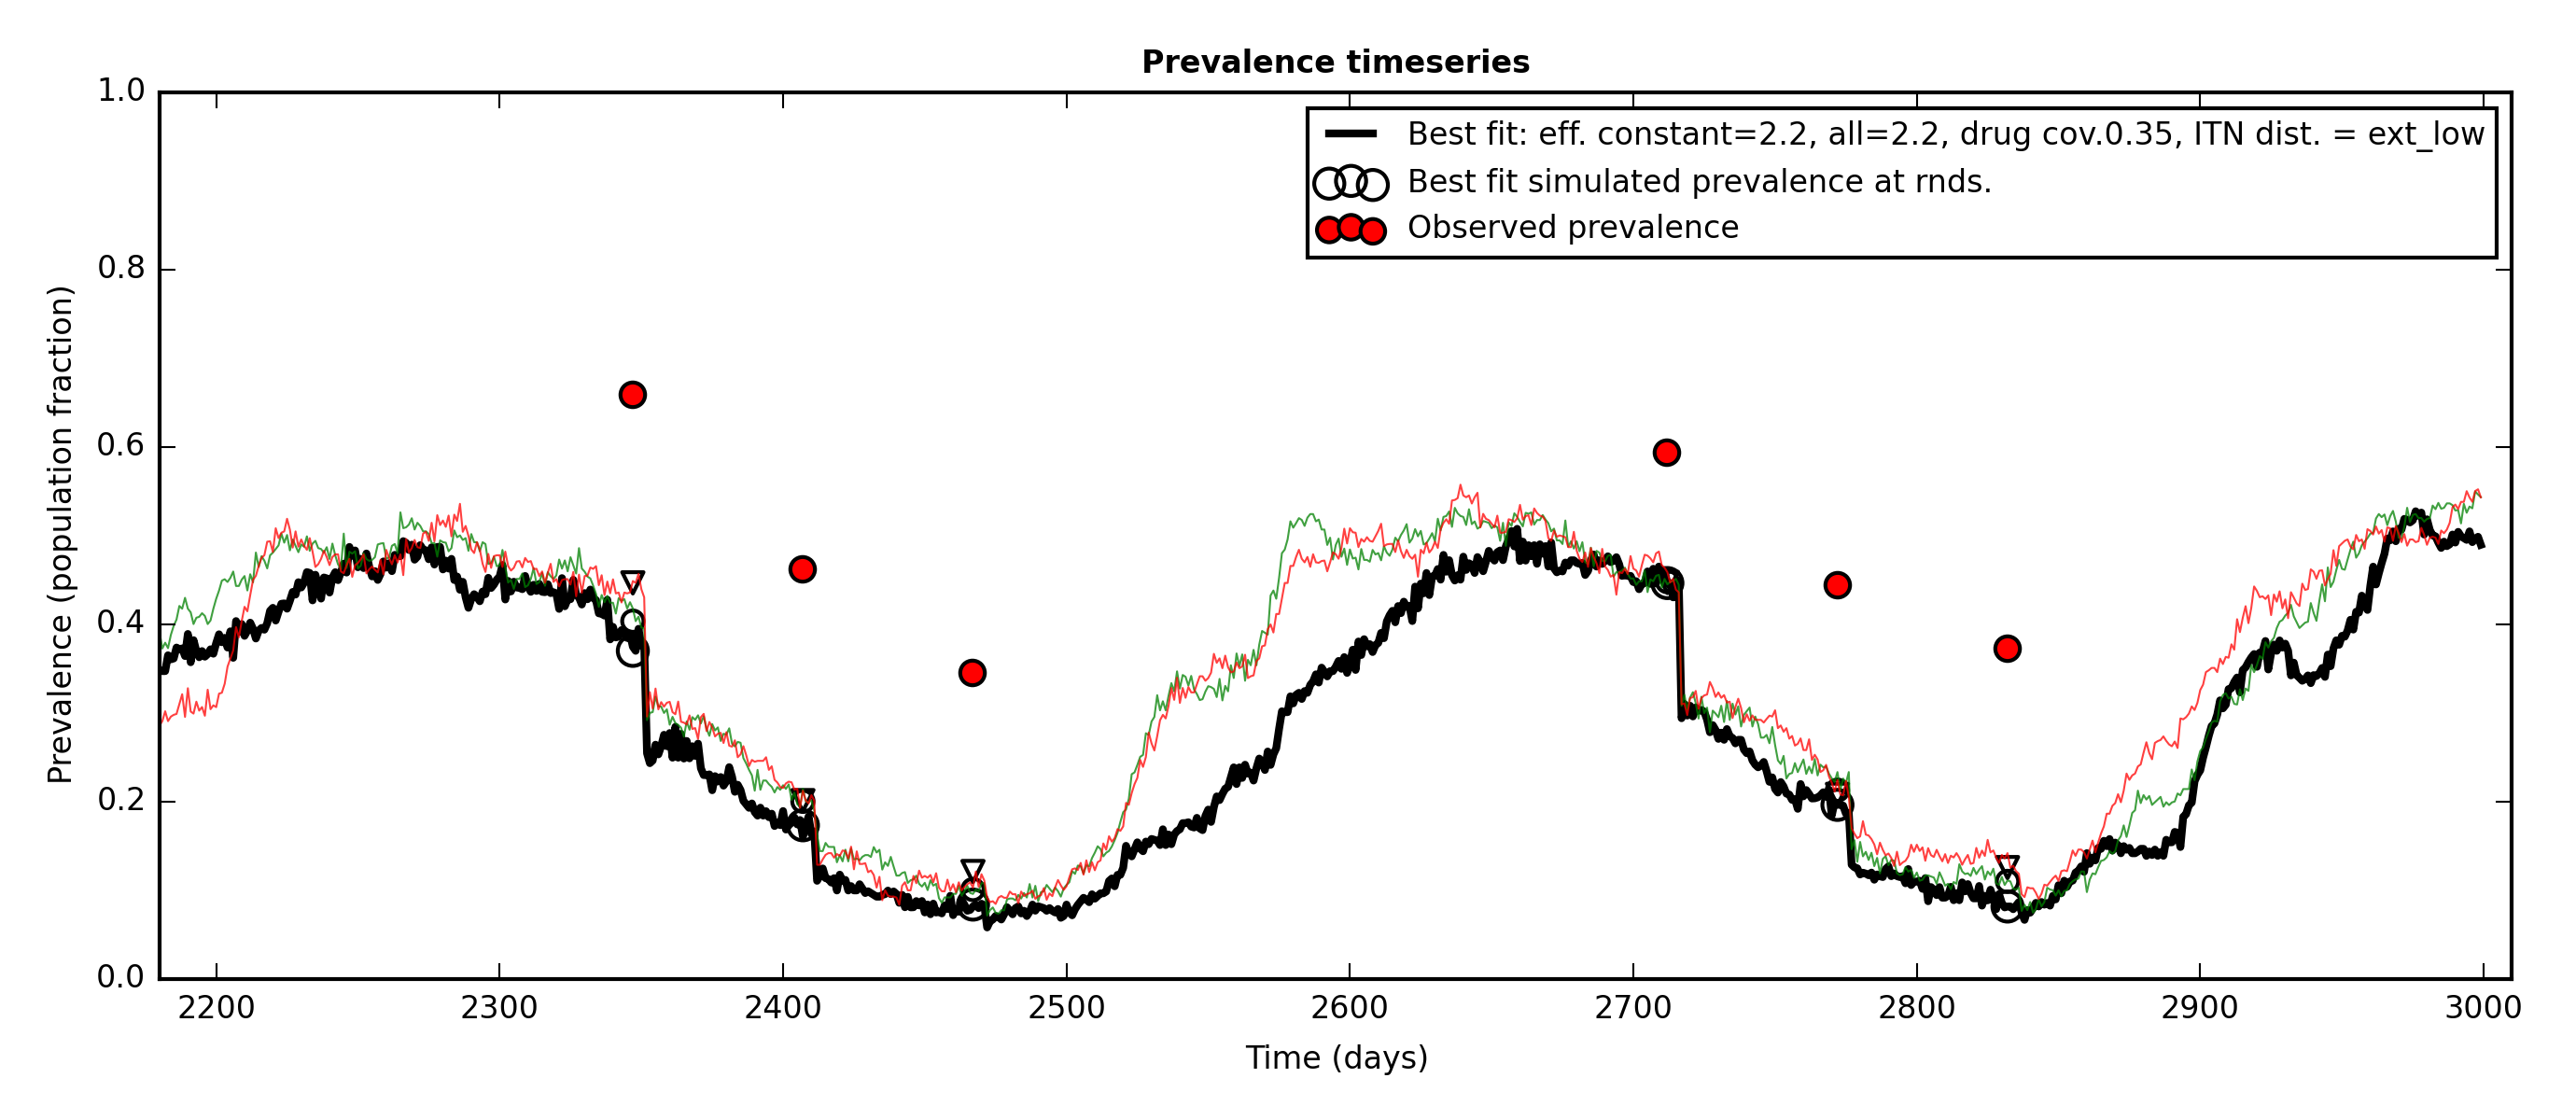 Prevalence timeseries
Best fit: eff. constant=2.2, all=2.2, drug cov.0.35, ITN dist. = ext_low
Best fit simulated prevalence at rnds.
Observed prevalence
Prevalence (population fraction)
1.0
0.8
0.6
0.4
0.2
0.0
2200 2300 2400 2500 2600 2700 2800 2900 3000
Time (days)